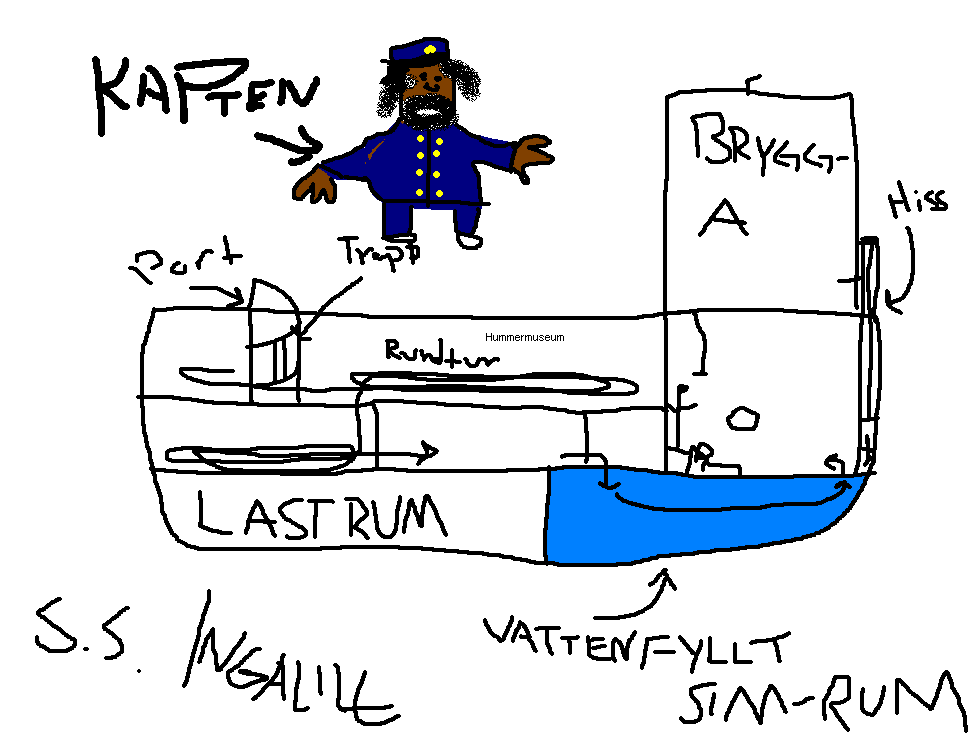 KAPTEN
BRYGG-
A
Hiss
Port
Trapp
Hummermuseum
Rundtur
LASTRUM
S.S. INGALILL
VATTENFYLLT
SIM-RUM